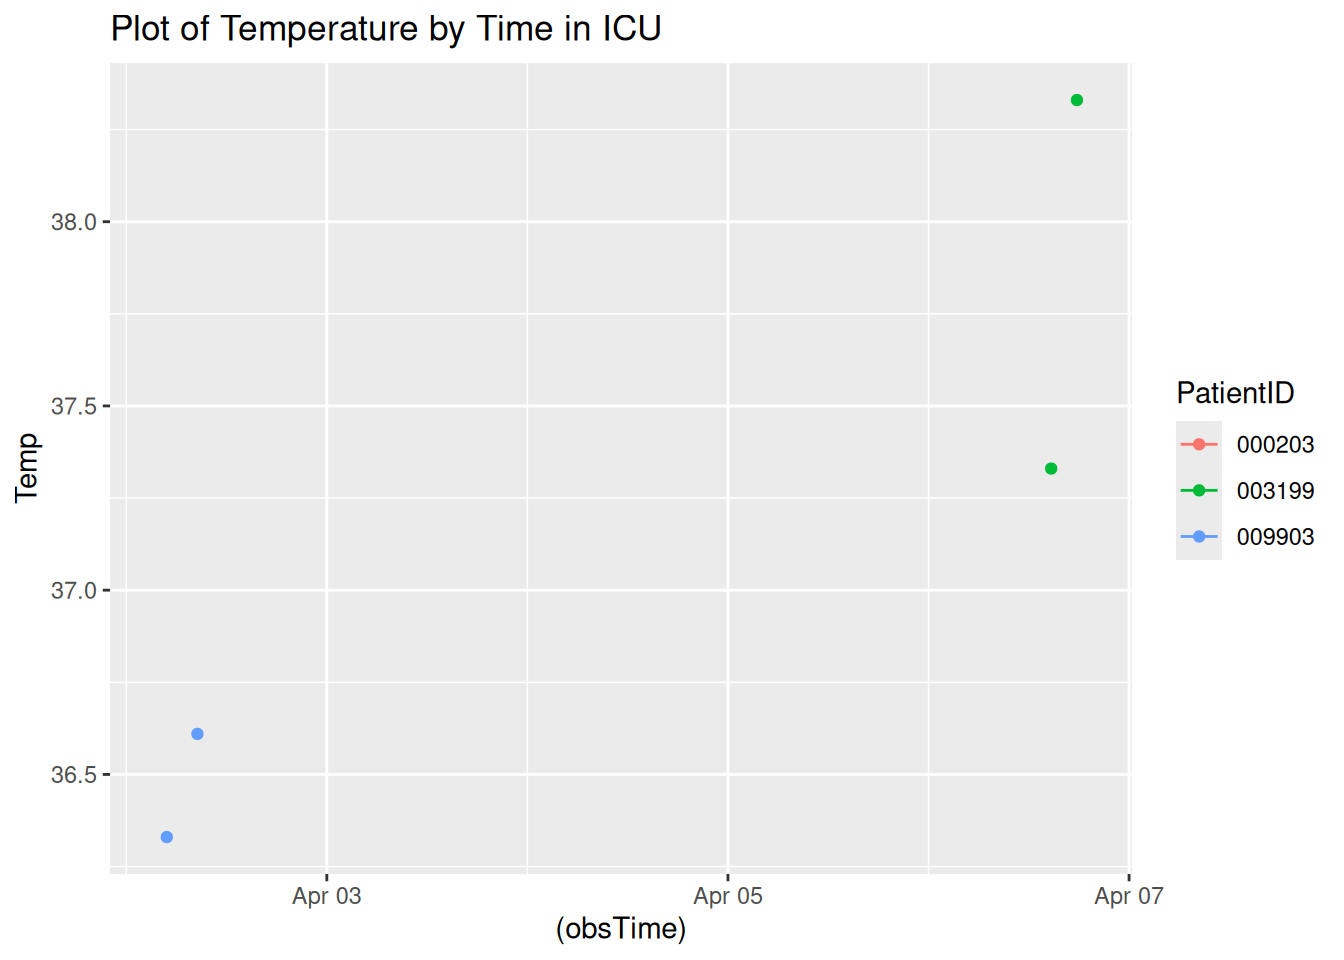 Plot of Temperature by Time in ICU
38.0
37.5
37.0
36.5
Temp
Apr 03
Apr 05
Apr 07
(obsTime)
PatientID
000203
003199
009903